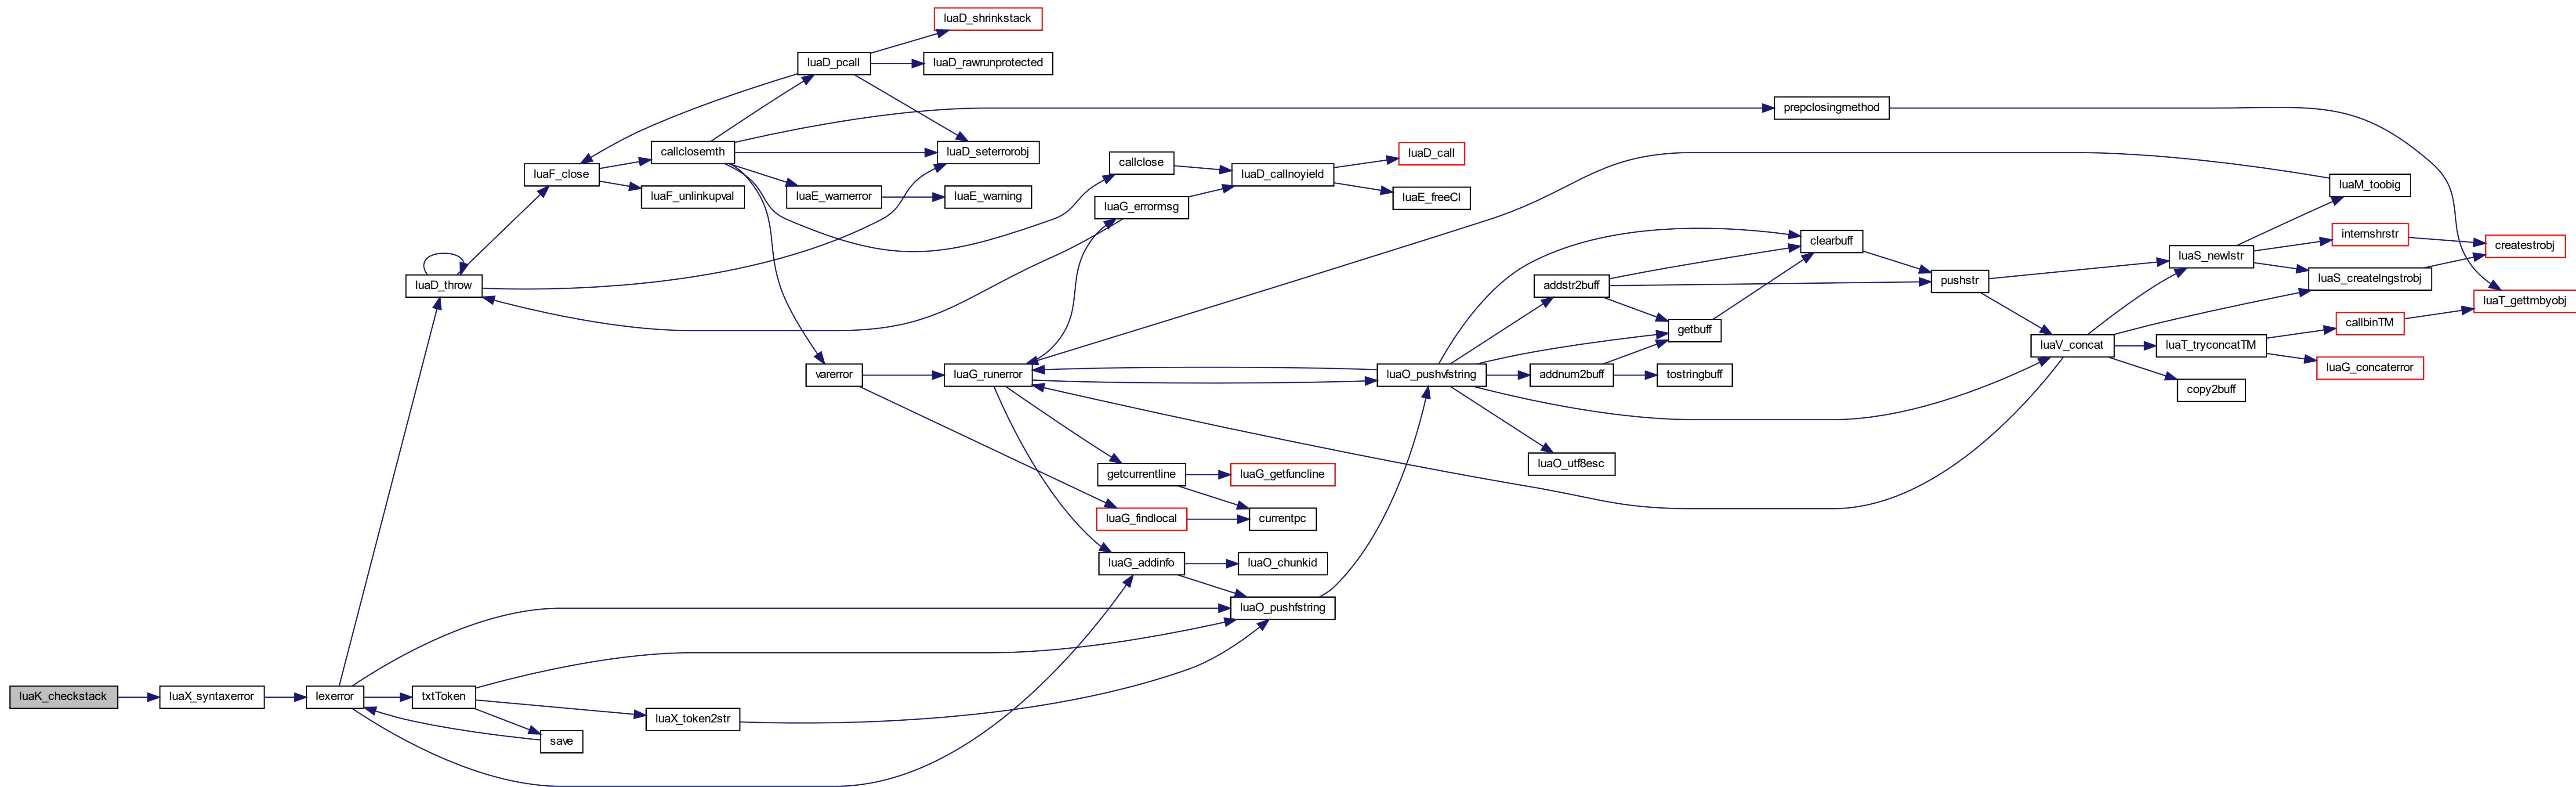 luaD_shrinkstack
luaD_pcall
luaD_rawrunprotected
prepclosingmethod
callclosemth
luaD_seterrorobj
luaD_call
callclose
luaF_close
luaD_callnoyield
luaM_toobig
luaF_unlinkupval
luaE_warnerror
luaE_warning
luaE_freeCI
luaG_errormsg
internshrstr
clearbuff
createstrobj
luaS_newlstr
luaS_createlngstrobj
pushstr
luaD_throw
addstr2buff
luaT_gettmbyobj
callbinTM
getbuff
luaV_concat
luaT_tryconcatTM
luaG_concaterror
varerror
luaG_runerror
luaO_pushvfstring
addnum2buff
tostringbuff
copy2buff
luaO_utf8esc
getcurrentline
luaG_getfuncline
luaG_findlocal
currentpc
luaG_addinfo
luaO_chunkid
luaO_pushfstring
luaK_checkstack
luaX_syntaxerror
lexerror
txtToken
luaX_token2str
save